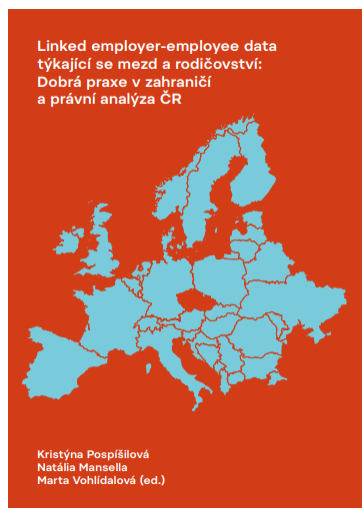 Linked employer-employee data
týkající se mezd a rodičovství:
Dobrá praxe v zahraničí
a právní analýza ČR
Kristýna Pospíšilová
Natália Mansella
Marta Vohlídalová (ed.)